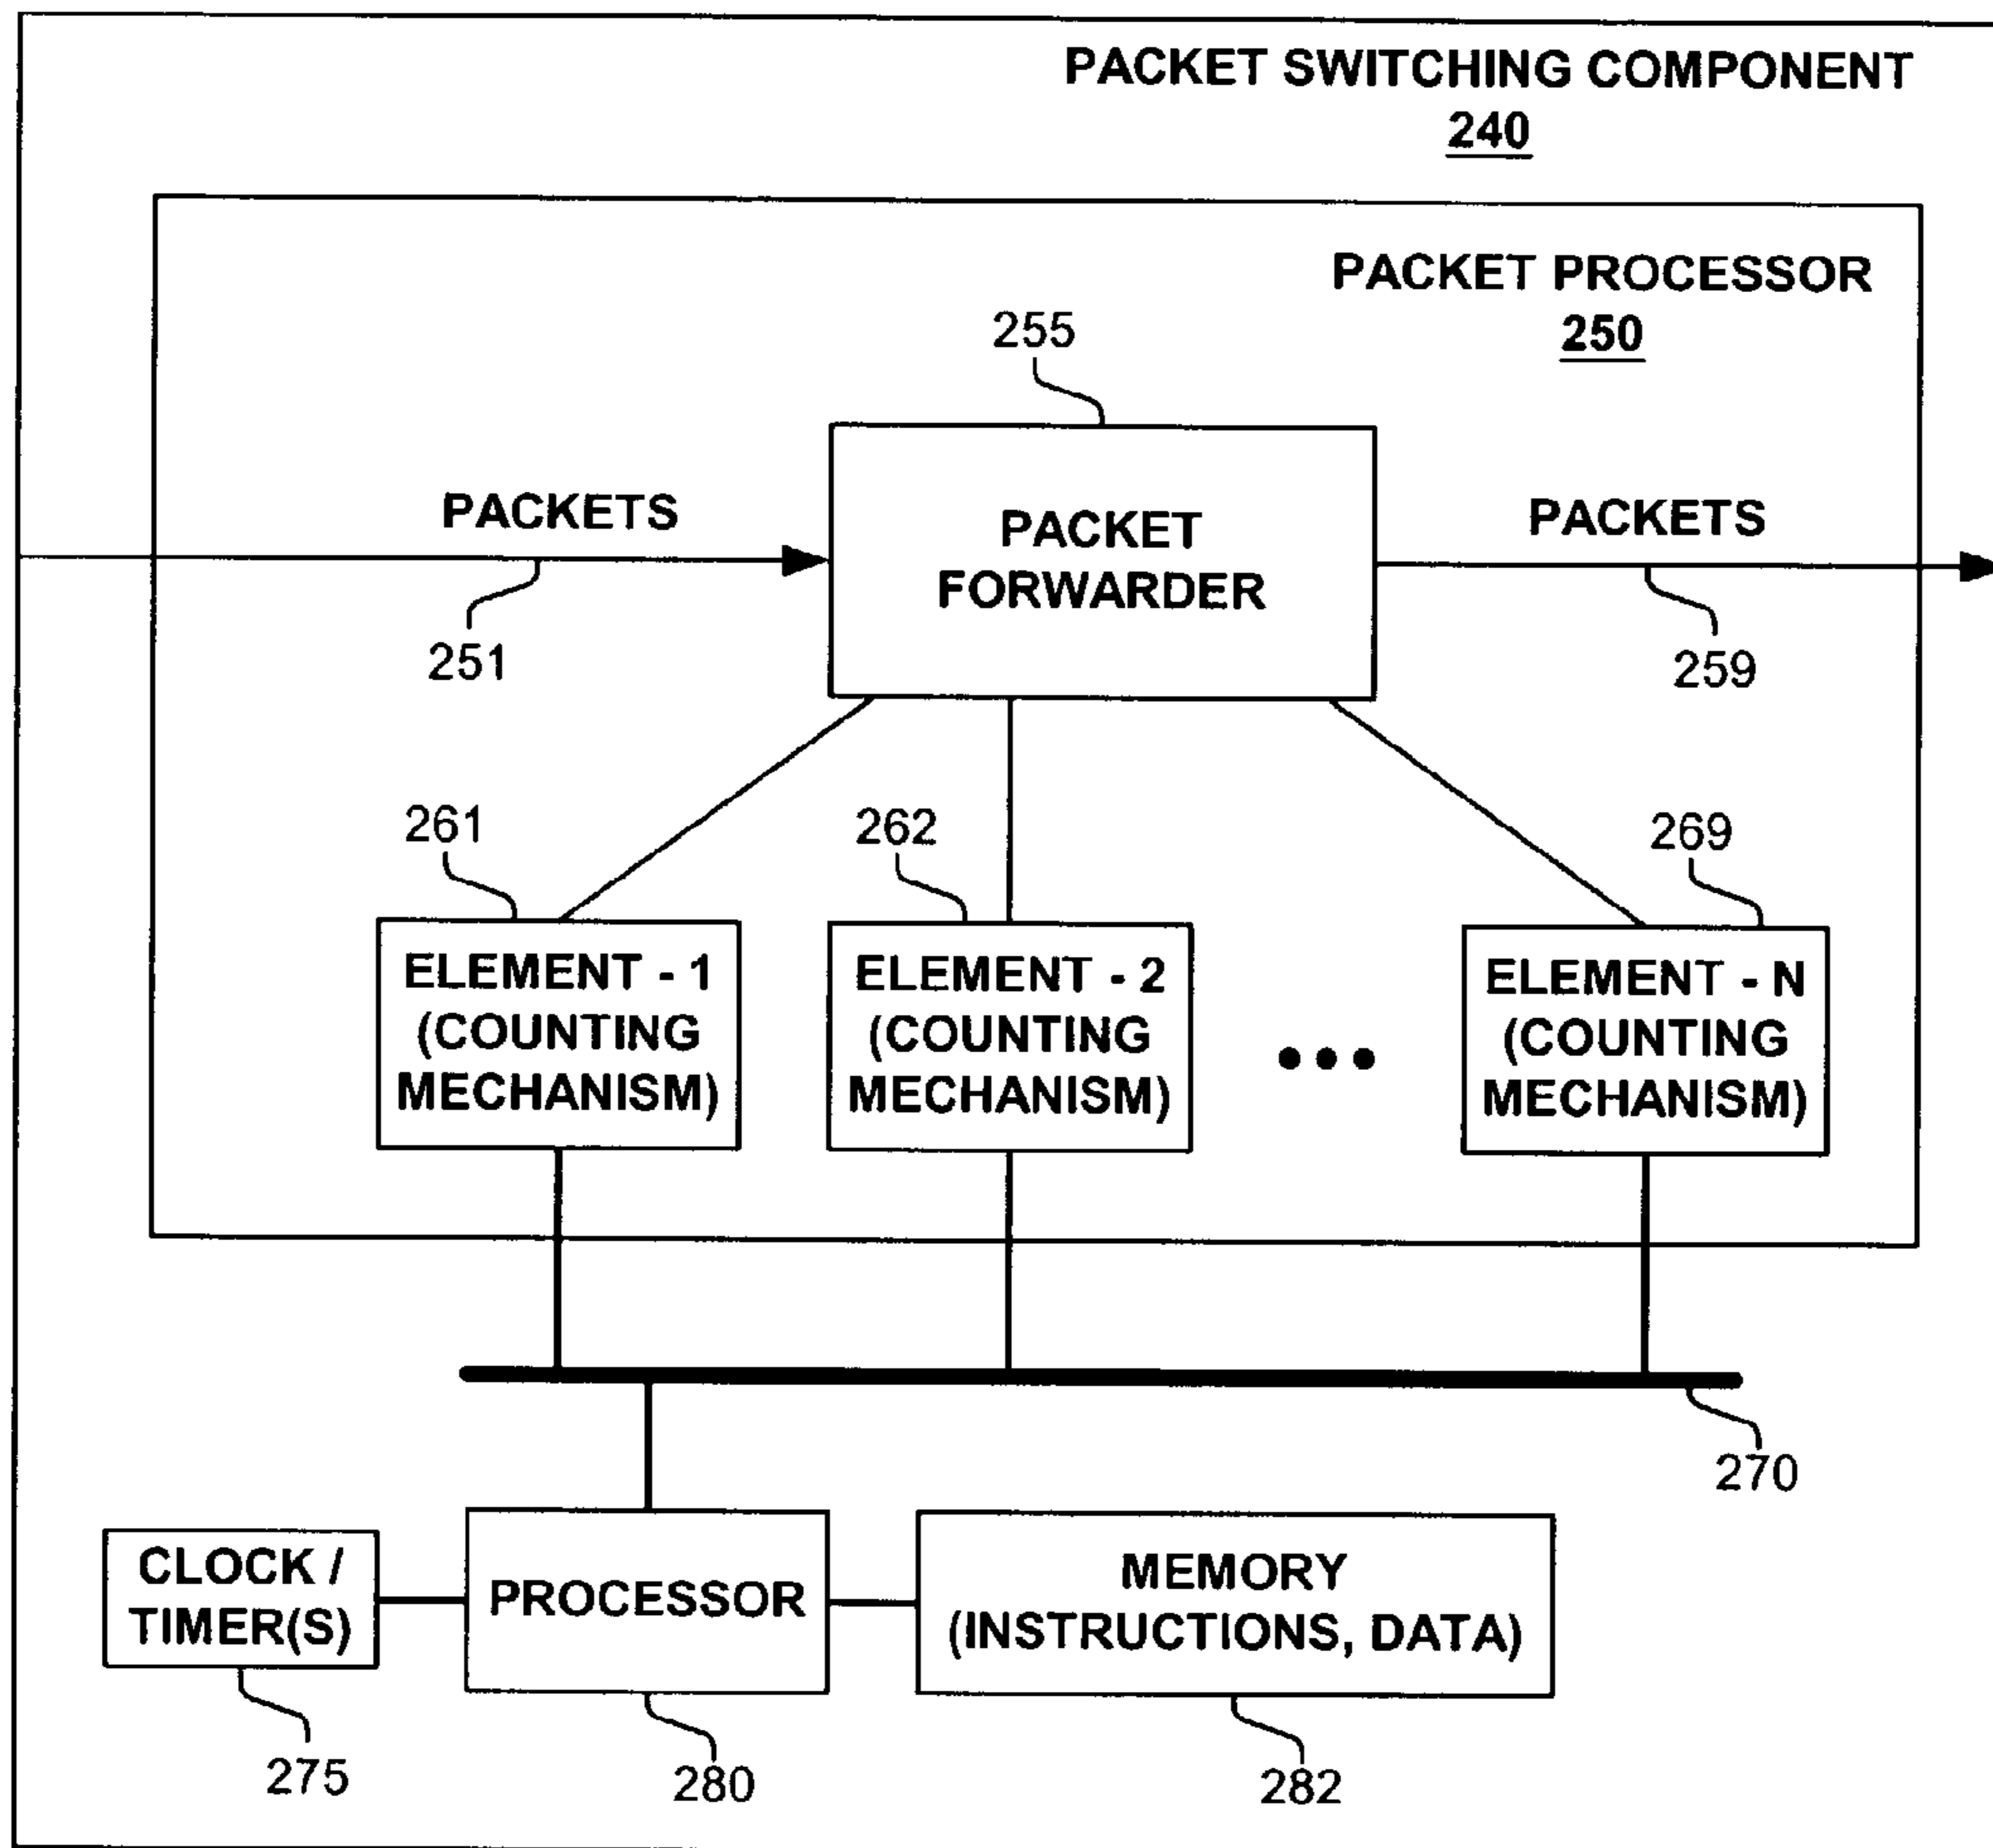 PACKET SWITCHING COMPONENT
240
PACKET PROCESSOR
250
255
PACKETS
PACKET
FORWARDER
PACKETS
251
259
261
262
269
ELEMENT - 1
(COUNTING
MECHANISM)
ELEMENT - 2
(COUNTING
MECHANISM)
•••
ELEMENT - N
(COUNTING
MECHANISM)
270
CLOCK /
TIMER(S)
PROCESSOR
MEMORY
(INSTRUCTIONS, DATA)
275
280
282